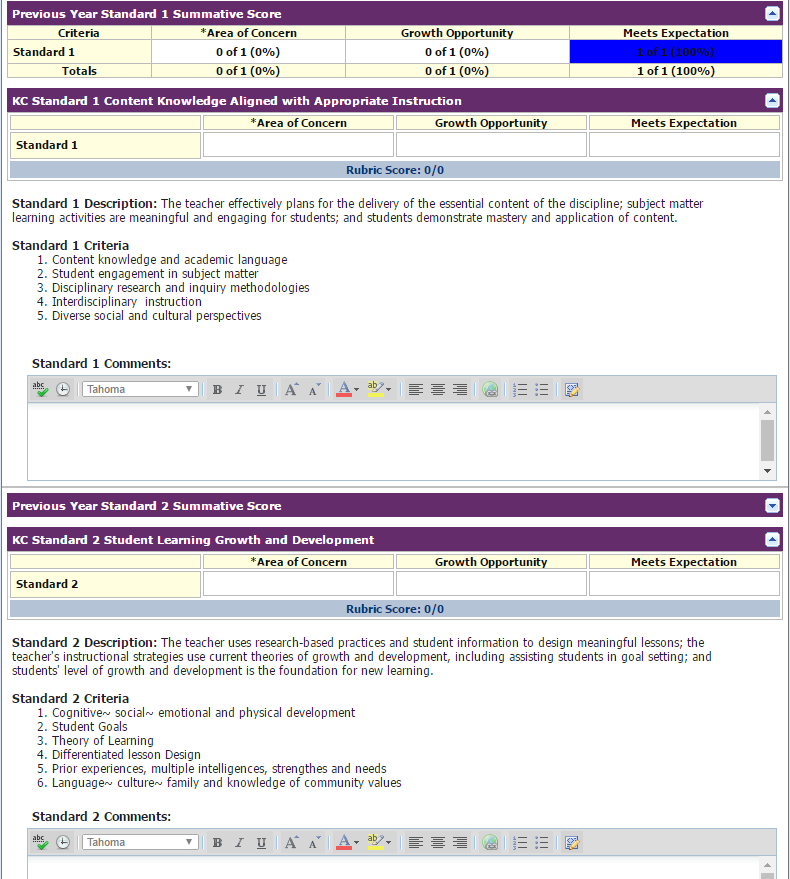 Previous Year Standard 1 Summative Score
Criteria *Area of Concern Growth Opportunity Meets Expectation
Standard 1 0 of 1 (0%) 0 of 1 (0%) 1 of 1 (100%)
Totals 0 of 1 (0%) 0 of 1 (0%) 1 of 1 (100%)
KC Standard 1 Content Knowledge Aligned with Appropriate Instruction
*Area of Concern Growth Opportunity Meets Expectation
Standard 1
Rubric Score: 0/0
Standard 1 Description: The teacher effectively plans for the delivery of the essential content of the discipline; subject matter
learning activities are meaningful and engaging for students; and students demonstrate mastery and application of content.
Standard 1 Criteria
1. Content knowledge and academic language
2. Student engagement in subject matter
3. Disciplinary research and inquiry methodologies
4. Interdisciplinary instruction
5. Diverse social and cultural perspectives
Standard 1 Comments:
abc Tahoma B I U A A A ab
Previous Year Standard 2 Summative Score
KC Standard 2 Student Learning Growth and Development
*Area of Concern Growth Opportunity Meets Expectation
Standard 2
Rubric Score: 0/0
Standard 2 Description: The teacher uses research-based practices and student information to design meaningful lessons; the
teacher's instructional strategies use current theories of growth and development, including assisting students in goal setting; and
students' level of growth and development is the foundation for new learning.
Standard 2 Criteria
1. Cognitive~ social~ emotional and physical development
2. Student Goals
3. Theory of Learning
4. Differentiated lesson Design
5. Prior experiences, multiple intelligences, strengthes and needs
6. Language~ culture~ family and knowledge of community values
Standard 2 Comments:
abc Tahoma B I U A A A ab